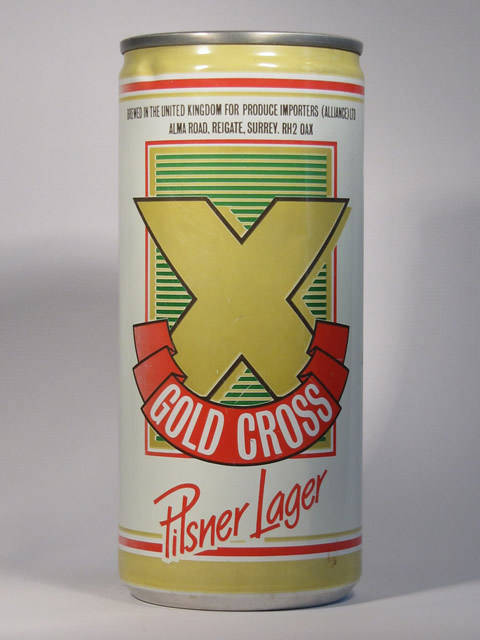 BREWED IN THE UNITED KINGDOM FOR PRODUCE IMPORTERS (ALLIANCE) LTD
ALMA ROAD, REIGATE, SURREY. RH2 0AX
X
GOLD CROSS
Pilsner Lager